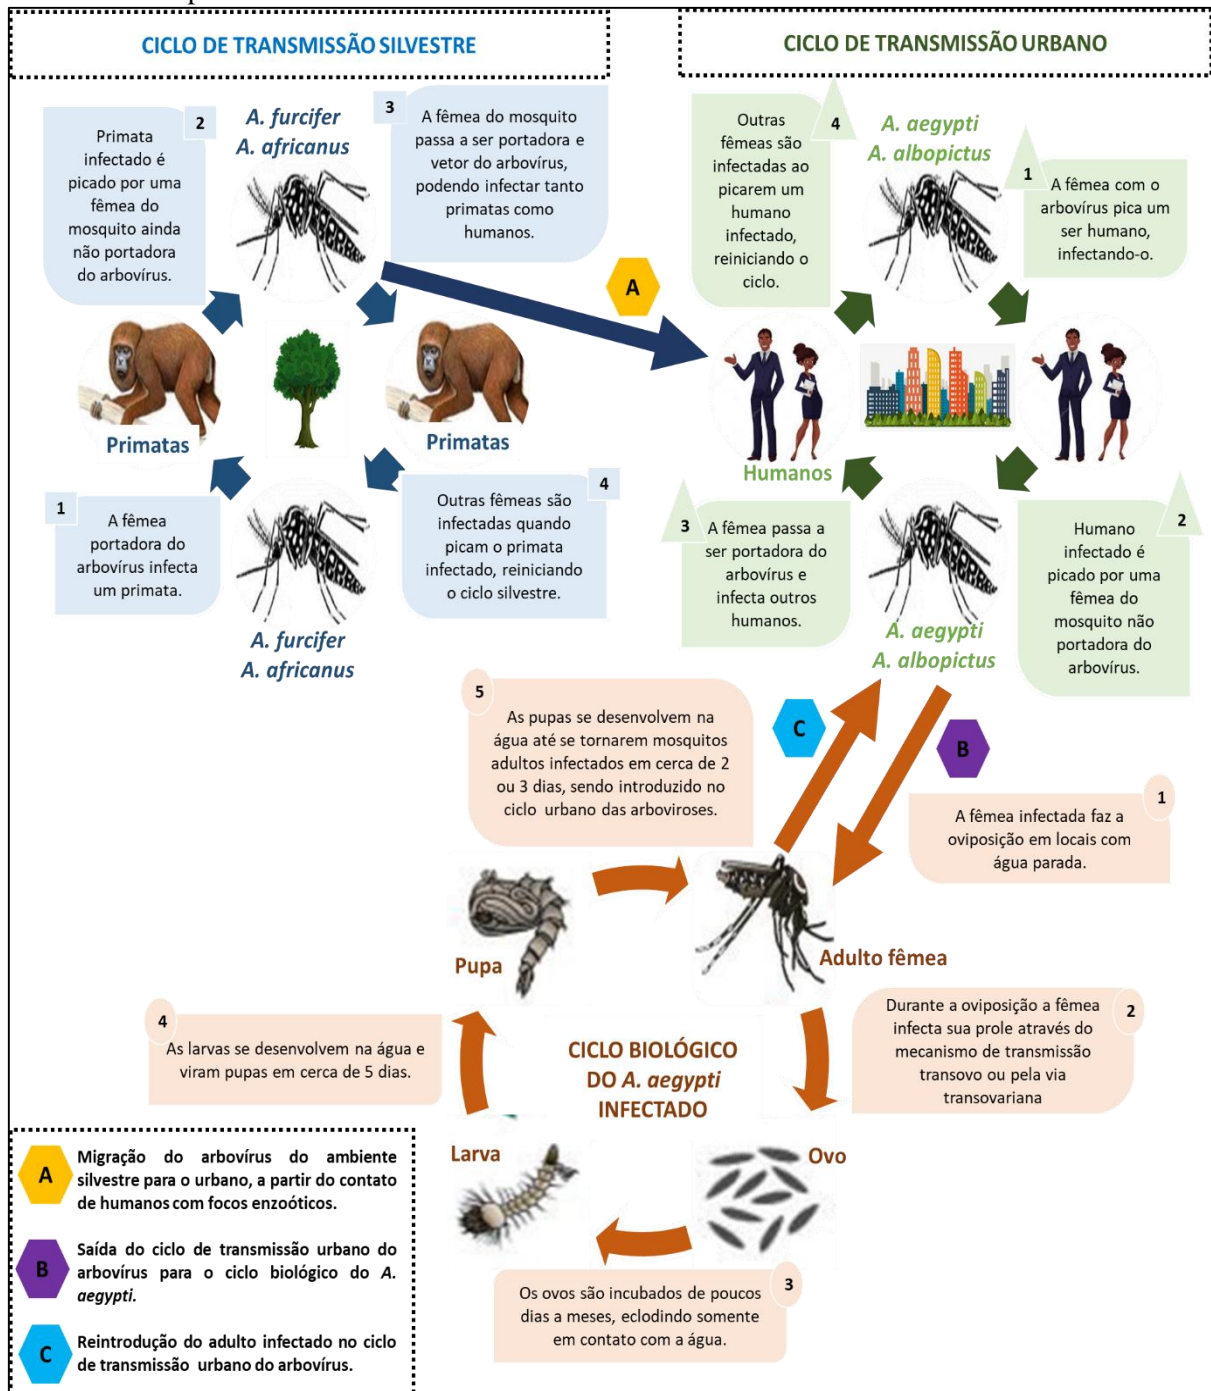 CICLO DE TRANSMISSÃO SILVESTRE
2
Primata
infectado é
picado por uma
fêmea do
mosquito ainda
não portadora
do arbovírus.
A. furcifer
A. africanus
3
A fêmea do mosquito
passa a ser portadora e
vetor do arbovírus,
podendo infectar tanto
primatas como
humanos.
A
Primatas
Primatas
1
A fêmea
portadora do
arbovírus infecta
um primata.
A. furcifer
A. africanus
4
Outras fêmeas são
infectadas quando
picam o primata
infectado, reiniciando
o ciclo silvestre.
CICLO DE TRANSMISSÃO URBANO
4
Outras
fêmeas são
infectadas ao
picarem um
humano
infectado,
reiniciando o
ciclo.
A. aegypti
A. albopictus
1
A fêmea com o
arbovírus pica um
ser humano,
infectando-o.
Humanos
3
A fêmea passa a
ser portadora do
arbovírus e
infecta outros
humanos.
A. aegypti
A. albopictus
2
Humano
infectado é
picado por uma
fêmea do
mosquito não
portadora do
arbovírus.
5
As pupas se desenvolvem na
água até se tornarem mosquitos
adultos infectados em cerca de 2
ou 3 dias, sendo introduzido no
ciclo urbano das arboviroses.
C
B
1
A fêmea infectada faz a
oviposição em locais com
água parada.
Pupa
Adulto fêmea
4
As larvas se desenvolvem na água e
viram pupas em cerca de 5 dias.
CICLO BIOLÓGICO
DO A. aegypti
INFECTADO
2
Durante a oviposição a fêmea
infecta sua prole através do
mecanismo de transmissão
transovo ou pela via
transovariana
Larva
Ovo
3
Os ovos são incubados de poucos
dias a meses, eclodindo somente
em contato com a água.
A
Migração do arbovírus do ambiente
silvestre para o urbano, a partir do contato
de humanos com focos enzoóticos.
B
Saída do ciclo de transmissão urbano do
arbovírus para o ciclo biológico do A.
aegypti.
C
Reintrodução do adulto infectado no ciclo
de transmissão urbano do arbovírus.